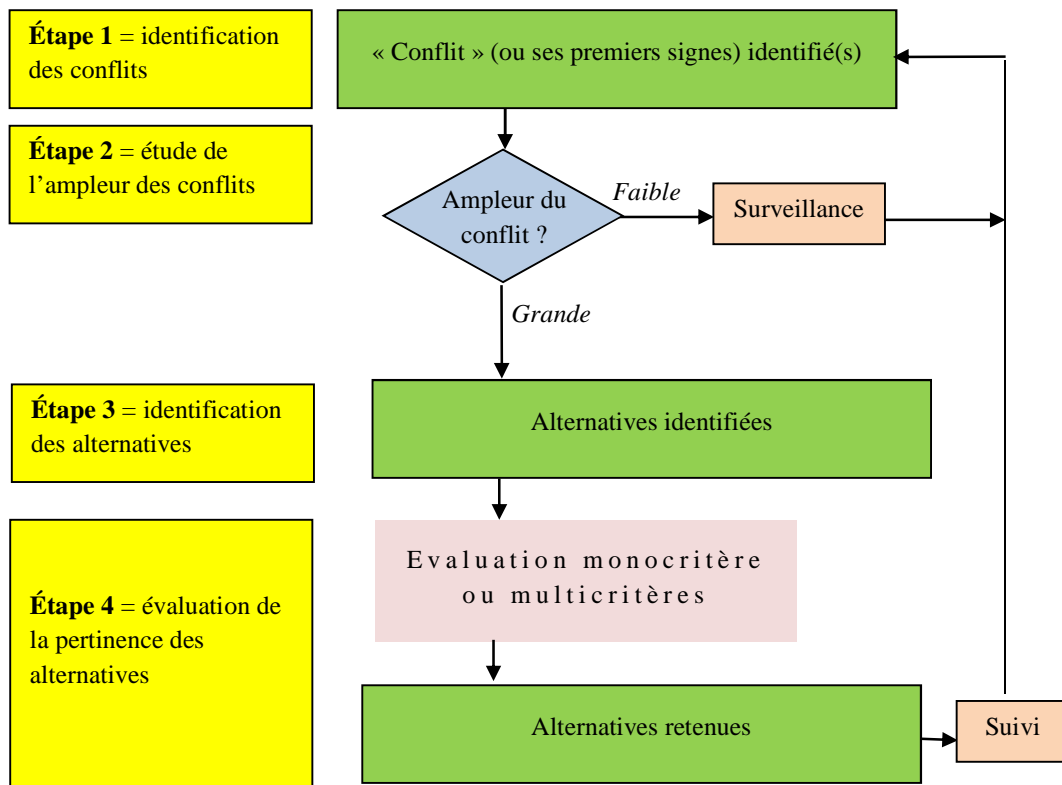 Étape 1 = identification
des conflits
« Conflit » (ou ses premiers signes) identifié(s)
Étape 2 = étude de
l’ampleur des conflits
Ampleur du
conflit ?
Faible
Surveillance
Grande
Étape 3 = identification
des alternatives
Alternatives identifiées
Evaluation monocritère
ou multicritères
Étape 4 = évaluation de
la pertinence des
alternatives
Alternatives retenues
Suivi